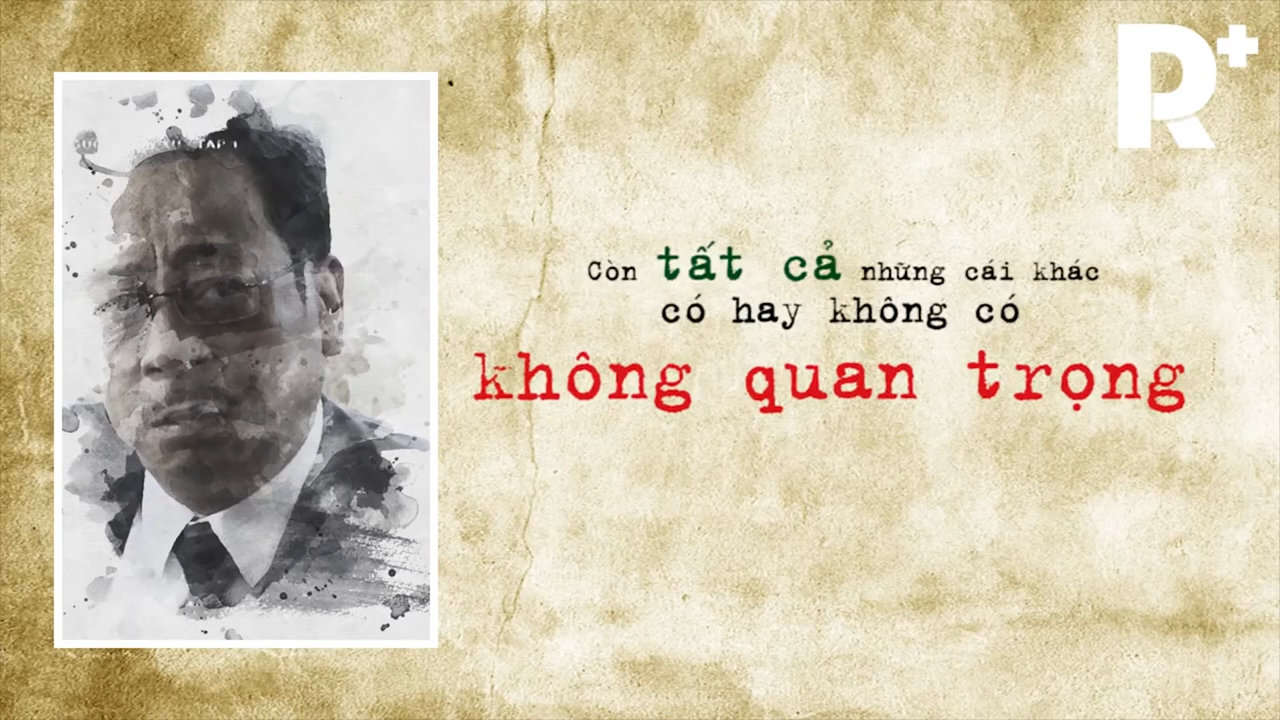 R+
Còn tất cả những cái khác
có hay không có
không quan trọng